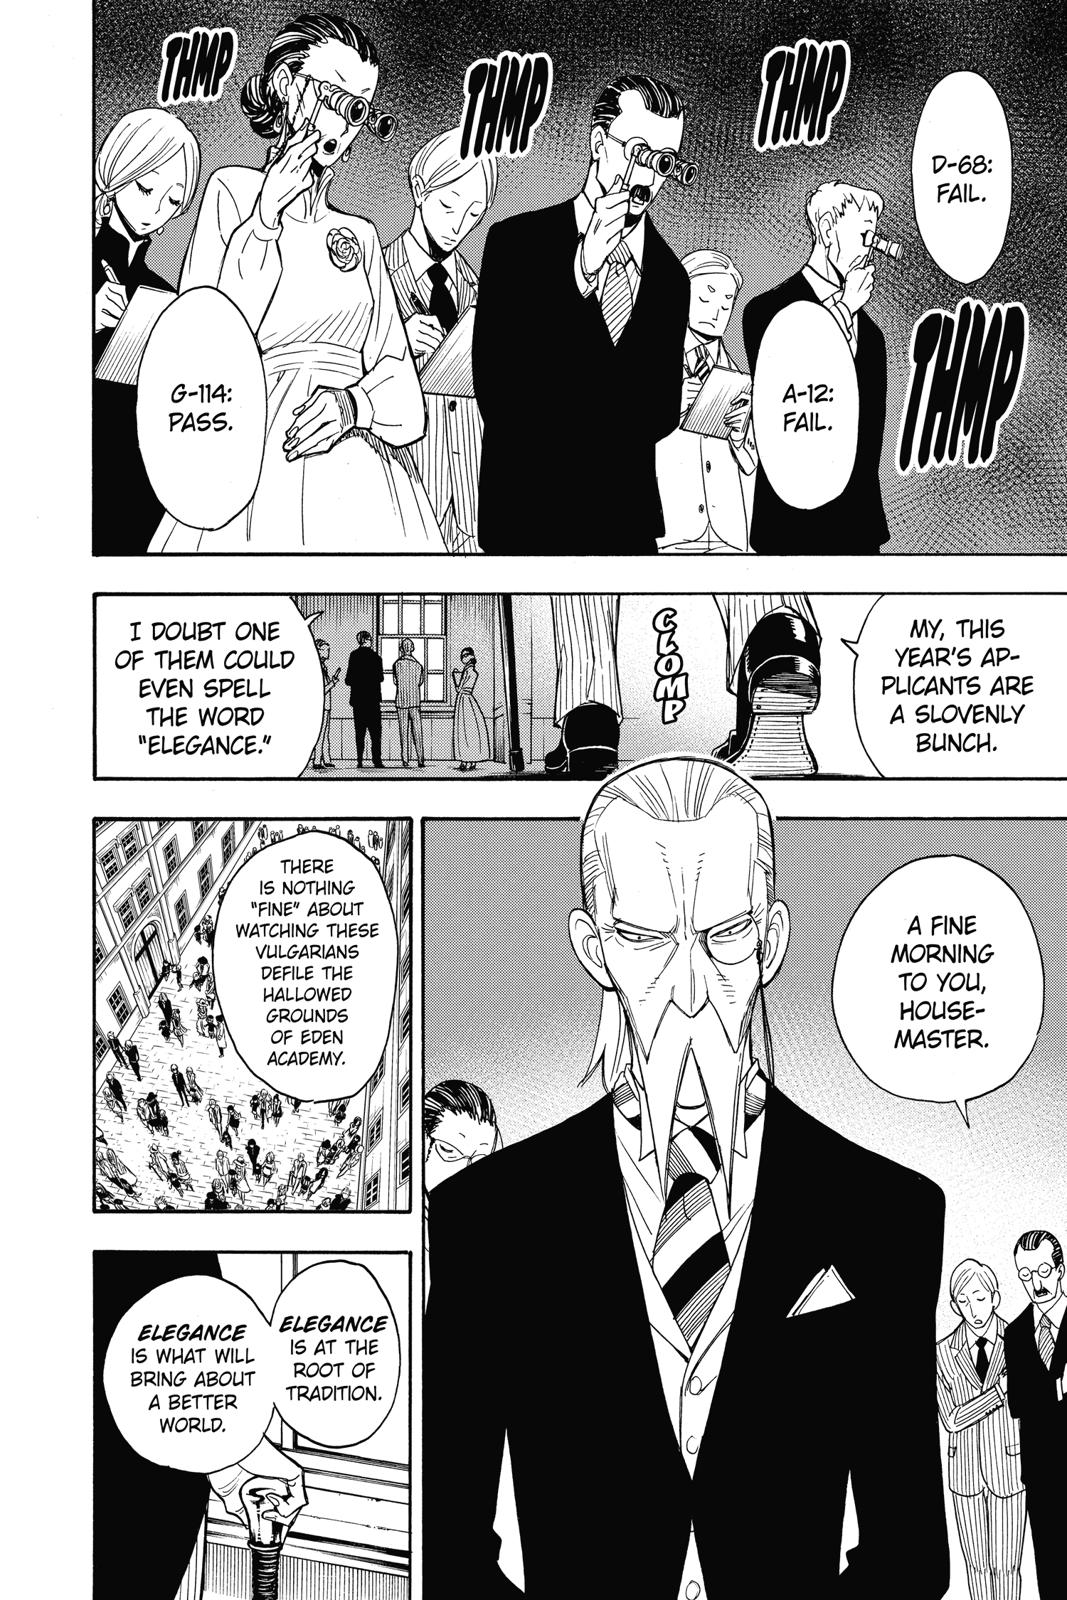 THMP
D-68:
FAIL.
THMP
THMP
THMP
A-12:
FAIL.
G-114:
PASS.
MY, THIS
YEAR'S AP-
PLICANTS ARE
A SLOVENLY
BUNCH.
CLOMP
I DOUBT ONE
OF THEM COULD
EVEN SPELL
THE WORD
"ELEGANCE."
A FINE
MORNING
TO YOU,
HOUSE-
MASTER.
THERE
IS NOTHING
"FINE" ABOUT
WATCHING THESE
VULGARIANS
DEFILE THE
HALLOWED
GROUNDS
OF EDEN
ACADEMY.
ELEGANCE
IS AT THE
ROOT OF
TRADITION.
ELEGANCE
IS WHAT WILL
BRING ABOUT
A BETTER
WORLD.